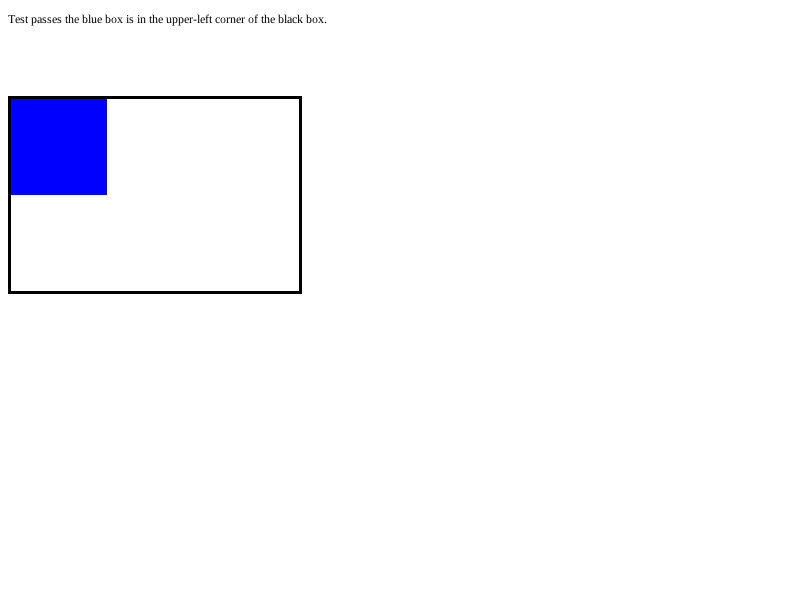 Test passes the blue box is in the upper-left corner of the black box.